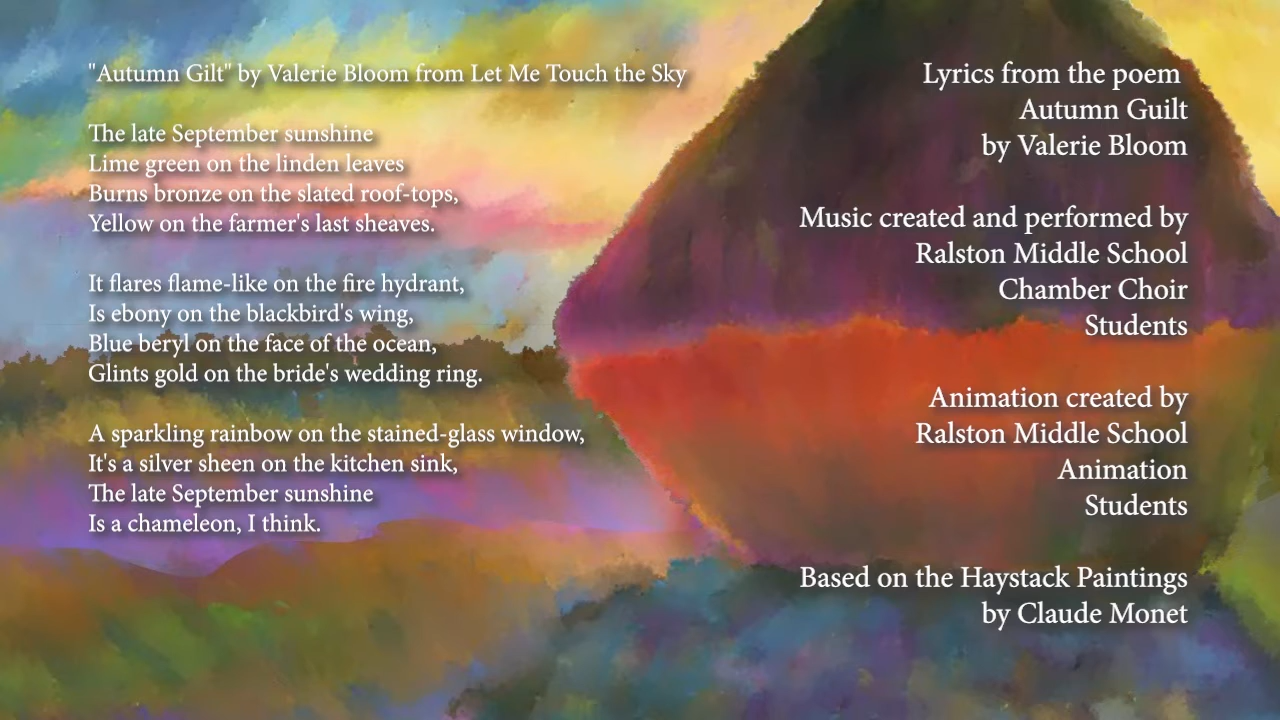 "Autumn Gilt" by Valerie Bloom from Let Me Touch the Sky
The late September sunshine
Lime green on the linden leaves
Burns bronze on the slated roof-tops,
Yellow on the farmer's last sheaves.
It flares flame-like on the fire hydrant,
Is ebony on the blackbird's wing,
Blue beryl on the face of the ocean,
Glints gold on the bride's wedding ring.
A sparkling rainbow on the stained-glass window,
It's a silver sheen on the kitchen sink,
The late September sunshine
Is a chameleon, I think.
Lyrics from the poem
Autumn Guilt
by Valerie Bloom
Music created and performed by
Ralston Middle School
Chamber Choir
Students
Animation created by
Ralston Middle School
Animation
Students
Based on the Haystack Paintings
by Claude Monet